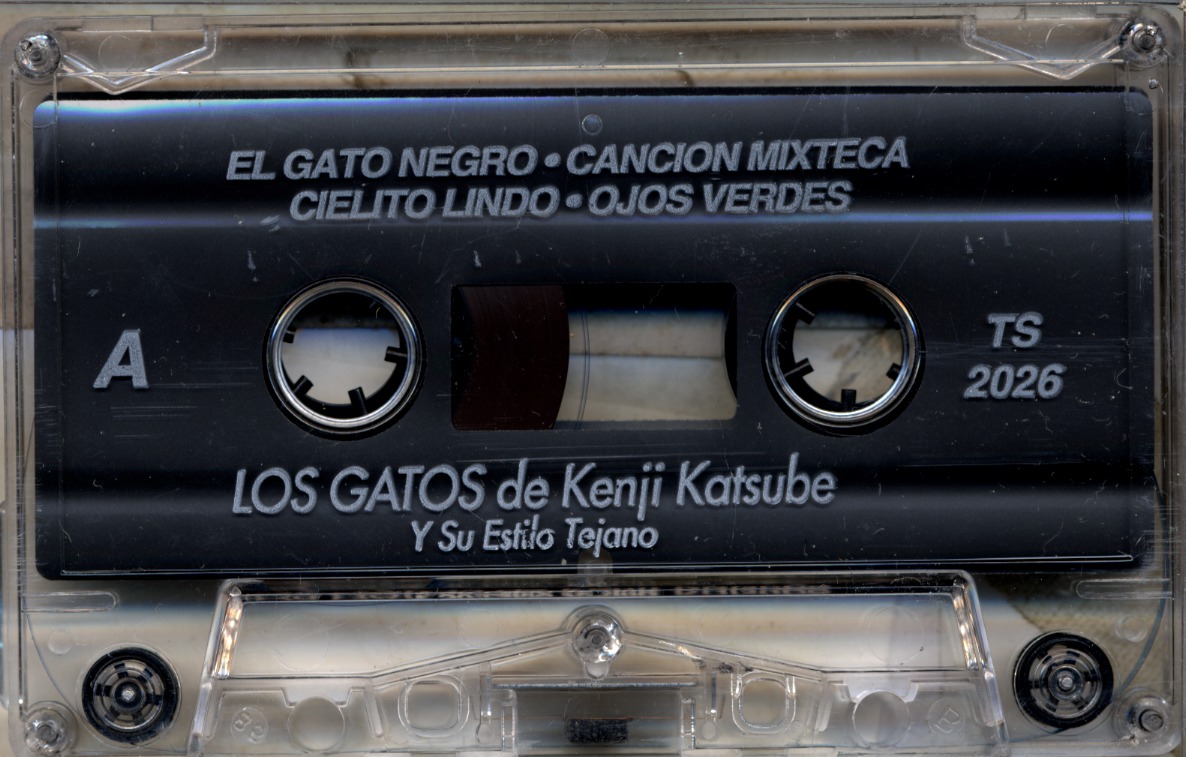 EL GATO NEGRO • CANCION MIXTECA
CIELITO LINDO • OJOS VERDES
A
TS
2026
LOS GATOS de Kenji Katsube
Y Su Estilo Tejano